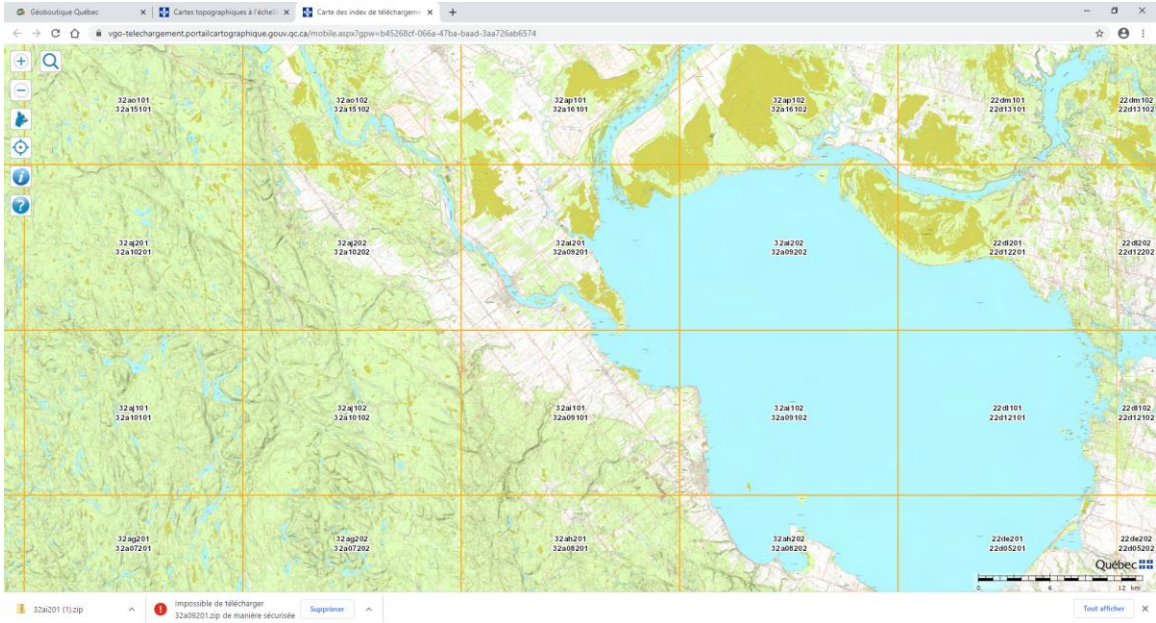 Géoboutique Québec
Cartes topographiques à l'échelle
Carte des index de téléchargeme
vgo-telechargement.portailcartographique.gouv.qc.ca/mobile.aspx?gpw=b45268cf-066a-47ba-baad-3aa726ab6574
32ao101 32ao102 32ap101 32ap102 22dm101 22dm102
32a15101 32a15102 32a16101 32a16102 22d13101 22d13102
32aj201 32aj202 32ai201 32ai202 22dl201 22dl202
32a10201 32a10202 32a09201 32a09202 22d12201 22d12202
32aj101 32aj102 32ai101 32ai102 22dl101 22dl102
32a10101 32a10102 32a09101 32a09102 22d12101 22d12102
32ag201 32ag202 32ah201 32ah202 22de201 22de202
32a07201 32a07202 32a08201 32a08202 22d05201 22d05202
Québec
0 6 12 km
32ai201 (1).zip
Impossible de télécharger
32a09201.zip de manière sécurisée
Supprimer
Tout afficher